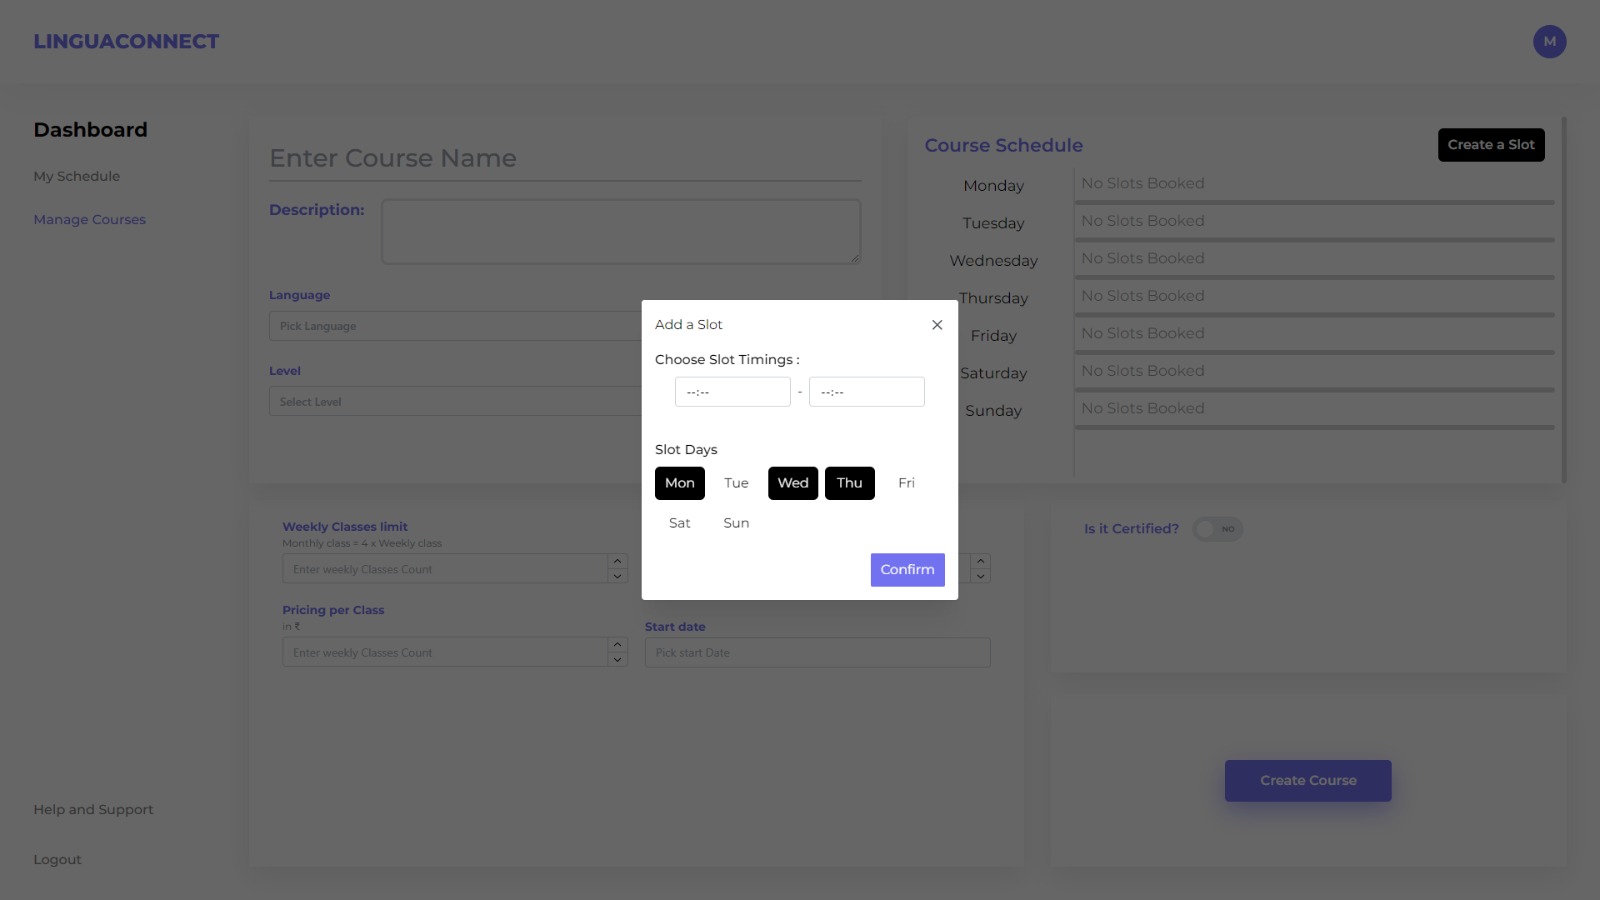 LINGUACONNECT
M
Dashboard
My Schedule
Manage Courses
Help and Support
Logout
Enter Course Name
Description:
Language
Pick Language
Level
Select Level
Course Schedule
Create a Slot
Monday No Slots Booked
Tuesday No Slots Booked
Wednesday No Slots Booked
Thursday No Slots Booked
Friday No Slots Booked
Saturday No Slots Booked
Sunday No Slots Booked
Add a Slot
Choose Slot Timings :
--:-- - --:--
Slot Days
Mon Tue Wed Thu Fri
Sat Sun
Confirm
Weekly Classes limit
Monthly class = 4 x Weekly class
Enter weekly Classes Count
Pricing per Class
in ₹
Enter weekly Classes Count
Start date
Pick start Date
Is it Certified? NO
Create Course